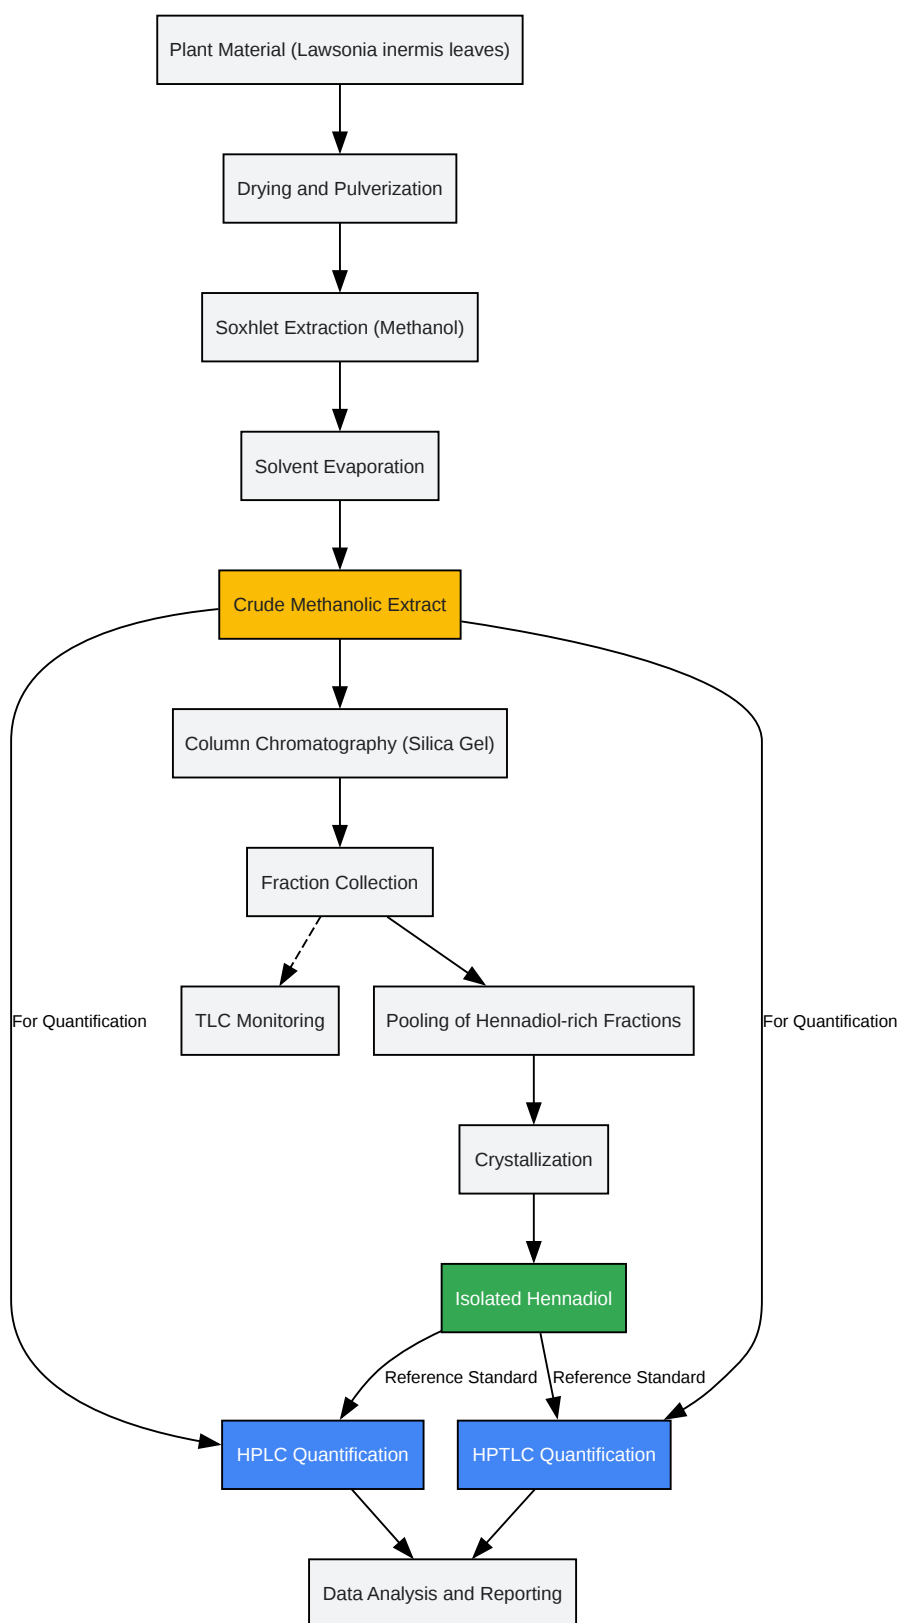 Plant Material (Lawsonia inermis leaves)
Drying and Pulverization
Soxhlet Extraction (Methanol)
Solvent Evaporation
Crude Methanolic Extract
Column Chromatography (Silica Gel)
Fraction Collection
TLC Monitoring
Pooling of Hennadiol-rich Fractions
For Quantification
For Quantification
Crystallization
Isolated Hennadiol
Reference Standard
Reference Standard
HPLC Quantification
HPTLC Quantification
Data Analysis and Reporting